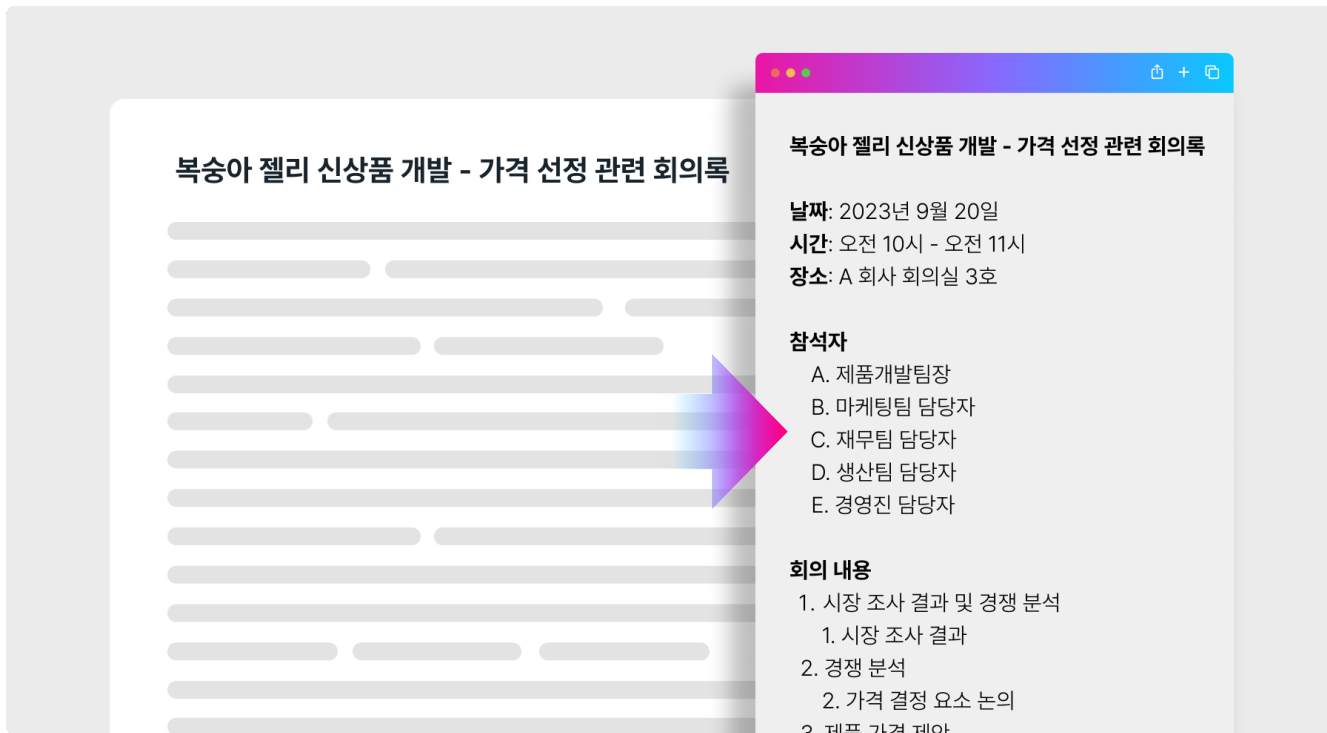 복숭아 젤리 신상품 개발 - 가격 선정 관련 회의록
복숭아 젤리 신상품 개발 - 가격 선정 관련 회의록
날짜: 2023년 9월 20일
시간: 오전 10시 - 오전 11시
장소: A 회사 회의실 3호
참석자
A. 제품개발팀장
B. 마케팅팀 담당자
C. 재무팀 담당자
D. 생산팀 담당자
E. 경영진 담당자
회의 내용
1. 시장 조사 결과 및 경쟁 분석
1. 시장 조사 결과
2. 경쟁 분석
2. 가격 결정 요소 논의
3. 제품 가격 제안